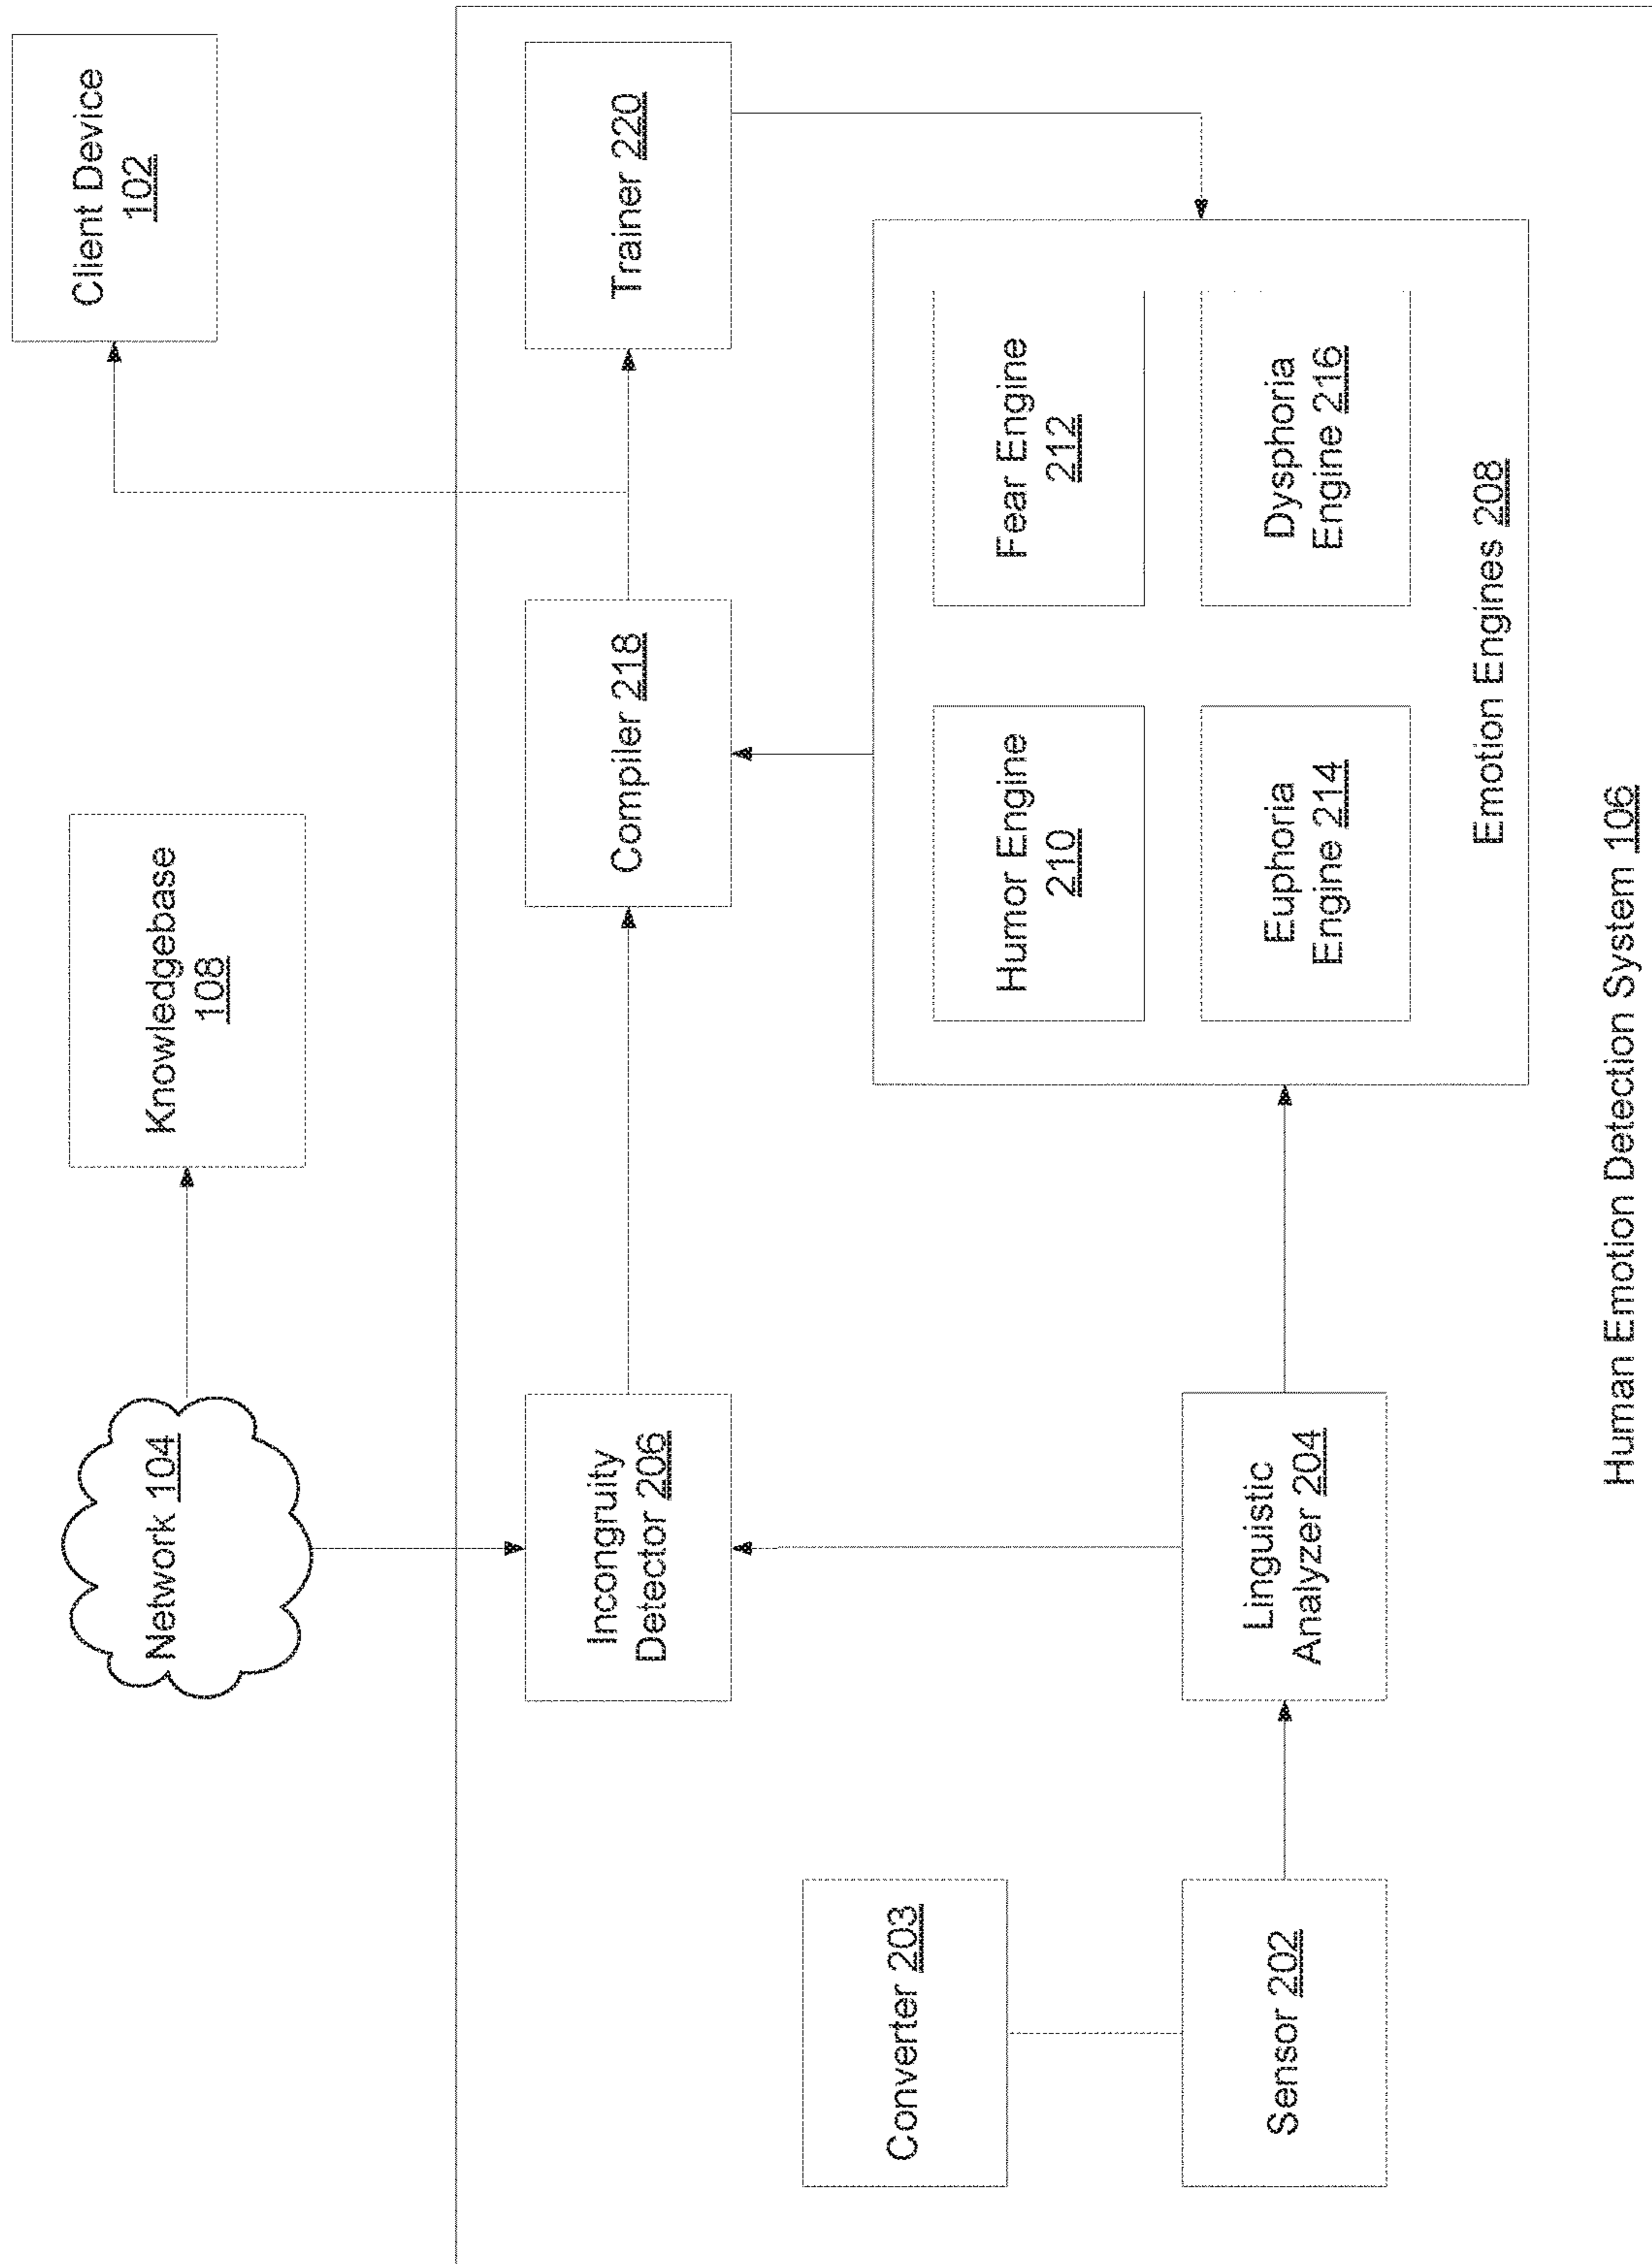 Network 104
Knowledgebase
108
Client Device
102
Incongruity
Detector 206
Compiler 218
Trainer 220
Converter 203
Sensor 202
Linguistic
Analyzer 204
Humor Engine
210
Fear Engine
212
Euphoria
Engine 214
Dysphoria
Engine 216
Emotion Engines 208
Human Emotion Detection System 106